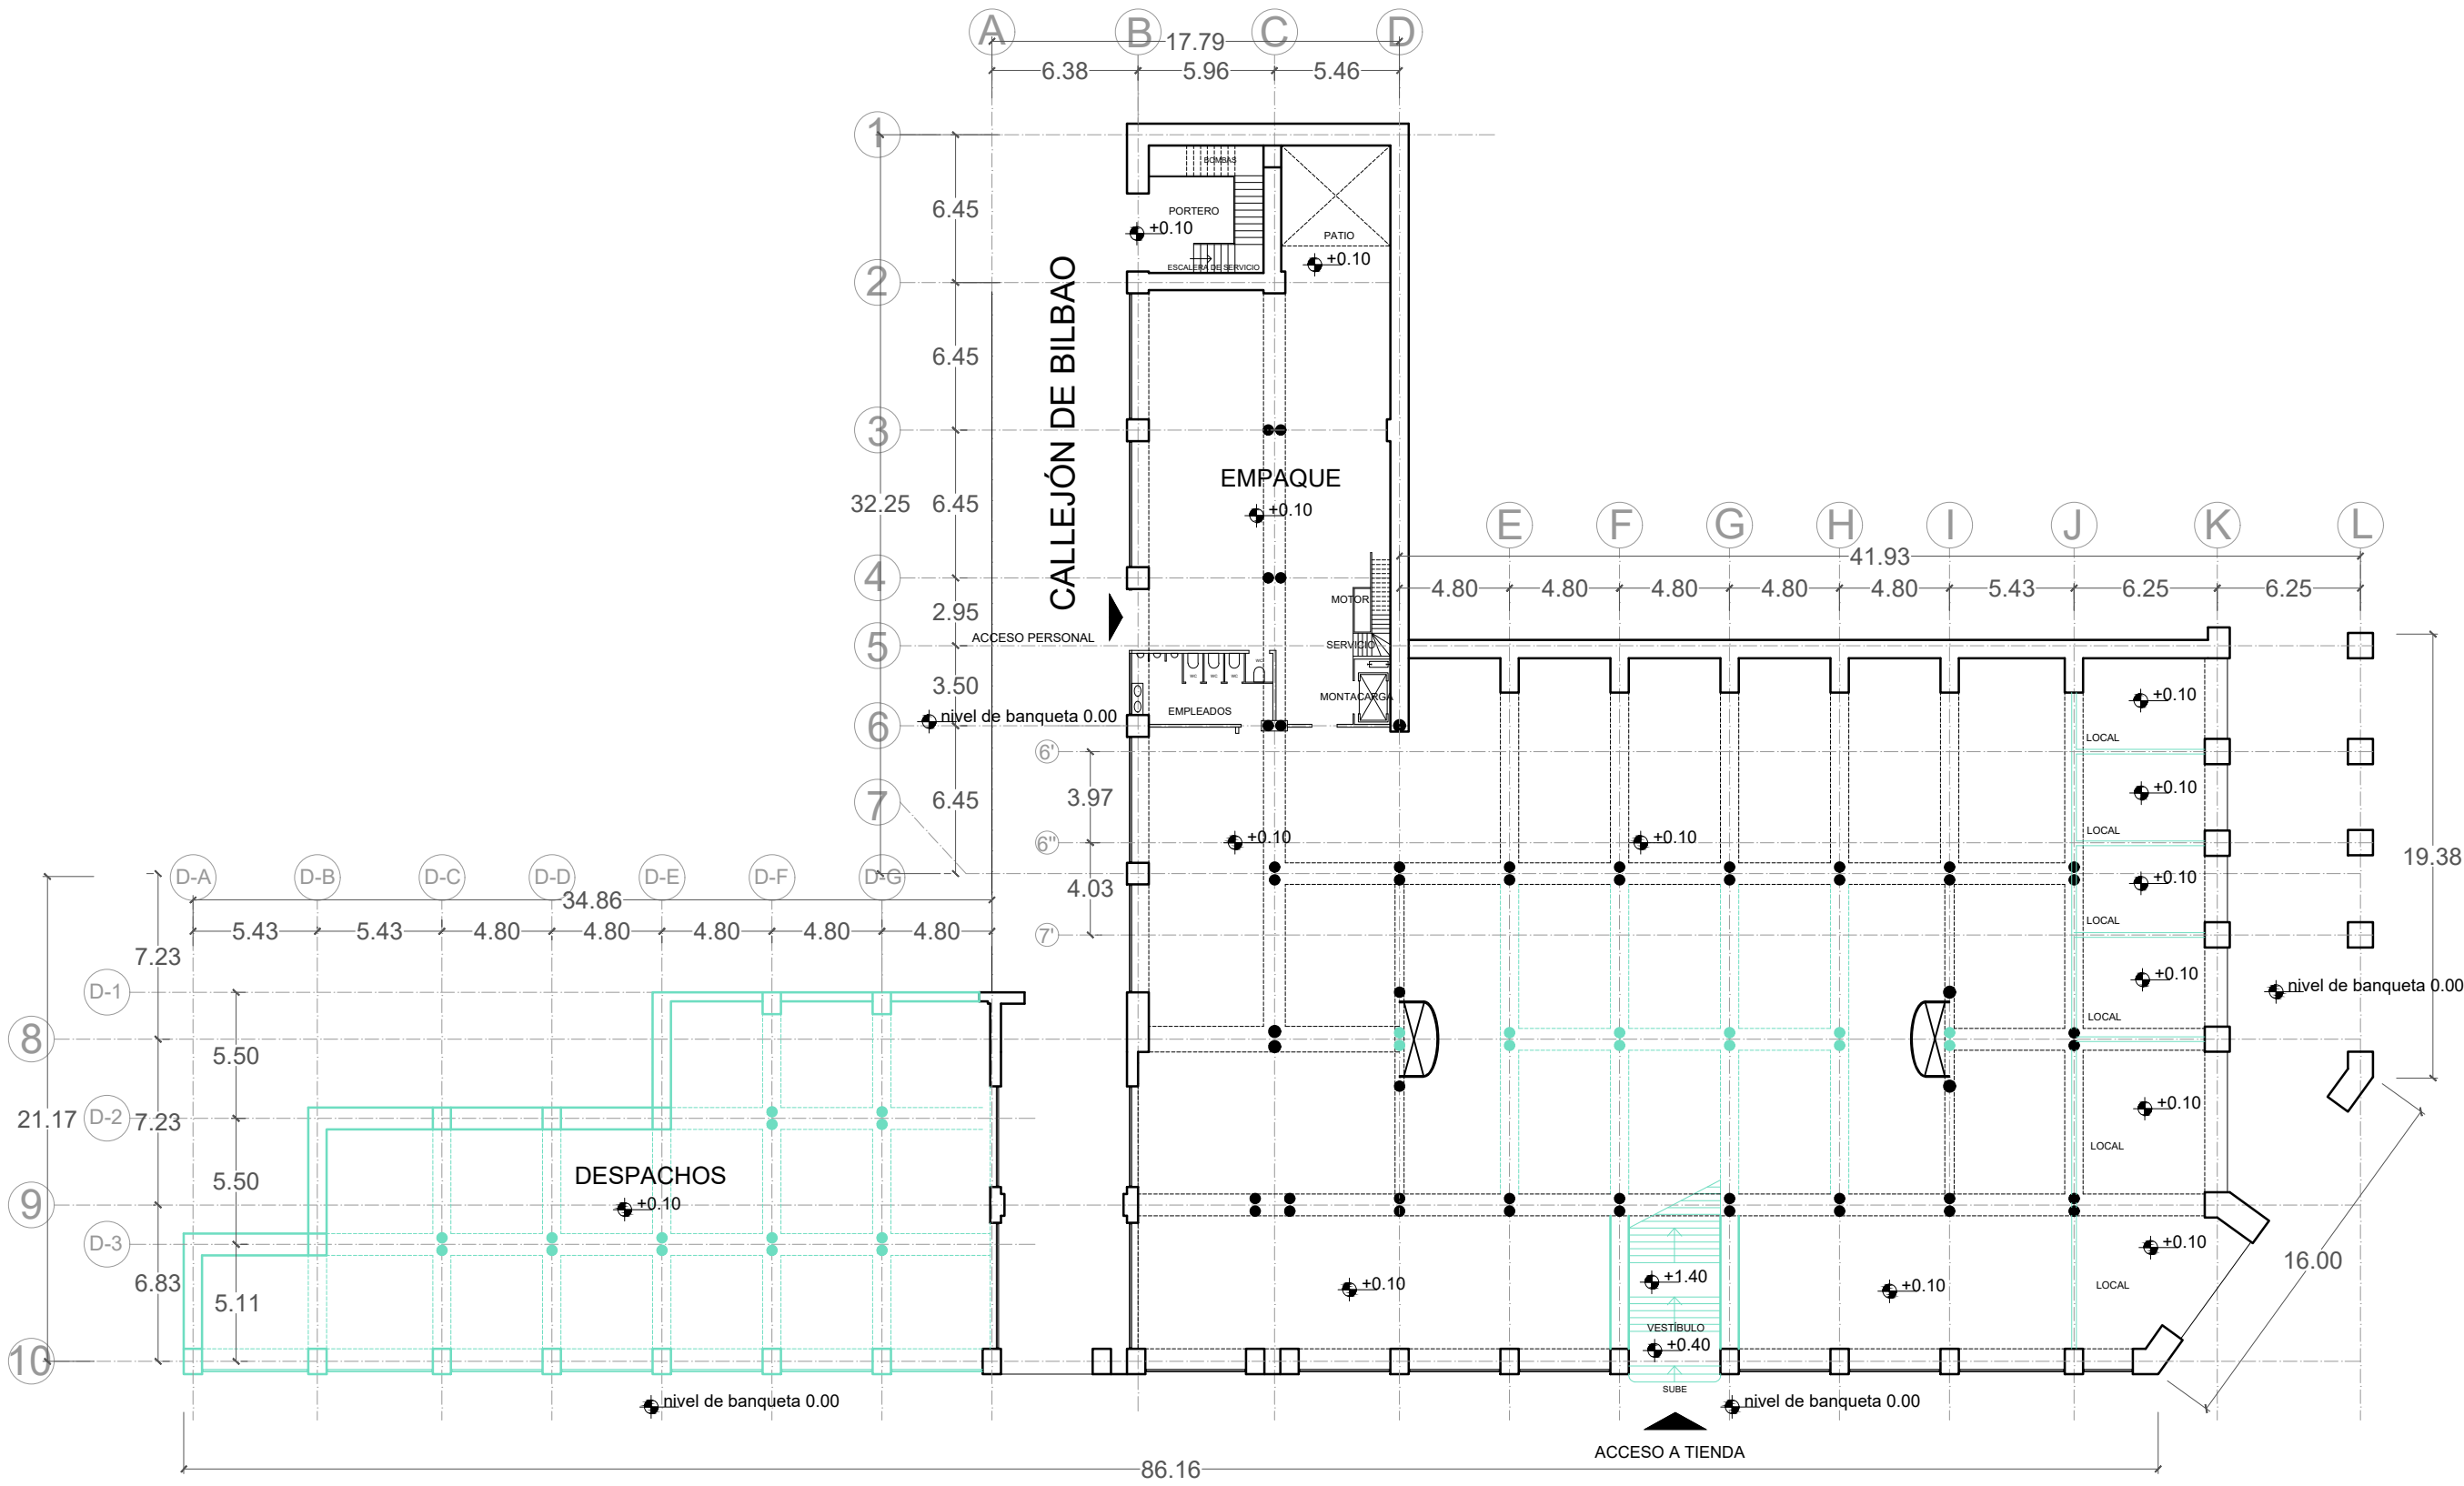 A B C D
17.79
6.38 5.96 5.46
1
BOMBAS
6.45
PORTERO
+0.10
PATIO
+0.10
ESCALERA DE SERVICIO
2
CALLEJÓN DE BILBAO
6.45
3
EMPAQUE
+0.10
32.25
6.45
E F G H I J K L
41.93
4.80 4.80 4.80 4.80 4.80 5.43 6.25 6.25
4
MOTOR
2.95
ACCESO PERSONAL
SERVICIO
5
WC
WC WC WC
3.50
MONTACARGA
EMPLEADOS
+0.10
nivel de banqueta 0.00
6
LOCAL
6'
+0.10
3.97
6.45
7
LOCAL
6"
+0.10
+0.10
19.38
D-A D-B D-C D-D D-E D-F D-G
+0.10
4.03
34.86
LOCAL
5.43 5.43 4.80 4.80 4.80 4.80 4.80
7'
7.23
+0.10
nivel de banqueta 0.00
D-1
LOCAL
8
5.50
+0.10
21.17
D-2
7.23
LOCAL
DESPACHOS
5.50
+0.10
9
D-3
+0.10
16.00
6.83
5.11
+0.10
+1.40
+0.10
LOCAL
VESTÍBULO
+0.40
10
SUBE
nivel de banqueta 0.00
nivel de banqueta 0.00
ACCESO A TIENDA
86.16